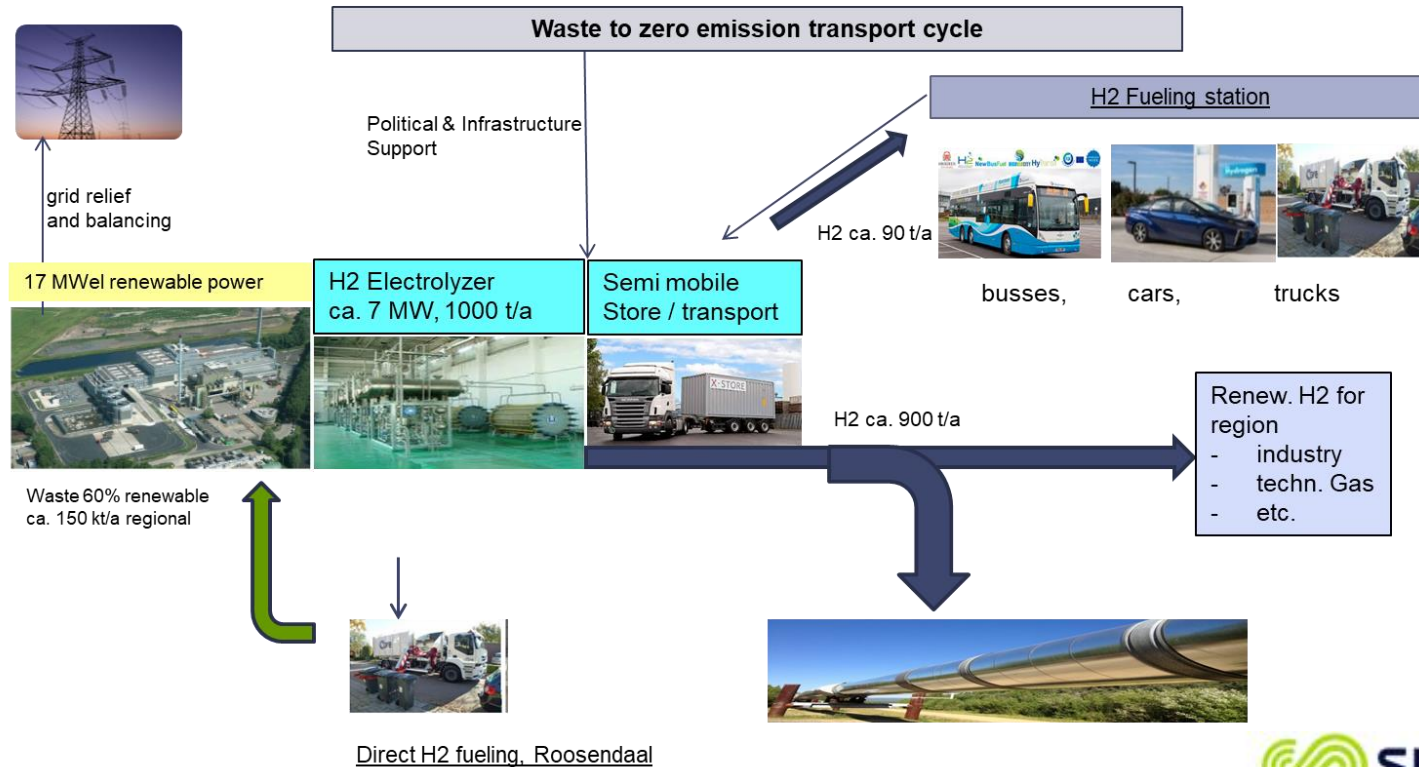 Waste to zero emission transport cycle
H2 Fueling station
Political & Infrastructure
Support
grid relief
and balancing
H2 ca. 90 t/a
17 MWel renewable power
H2 Electrolyzer
ca. 7 MW, 1000 t/a
Semi mobile
Store / transport
busses, cars, trucks
X-STORE
H2 ca. 900 t/a
Renew. H2 for
region
- industry
- techn. Gas
- etc.
Waste 60% renewable
ca. 150 kt/a regional
Direct H2 fueling, Roosendaal